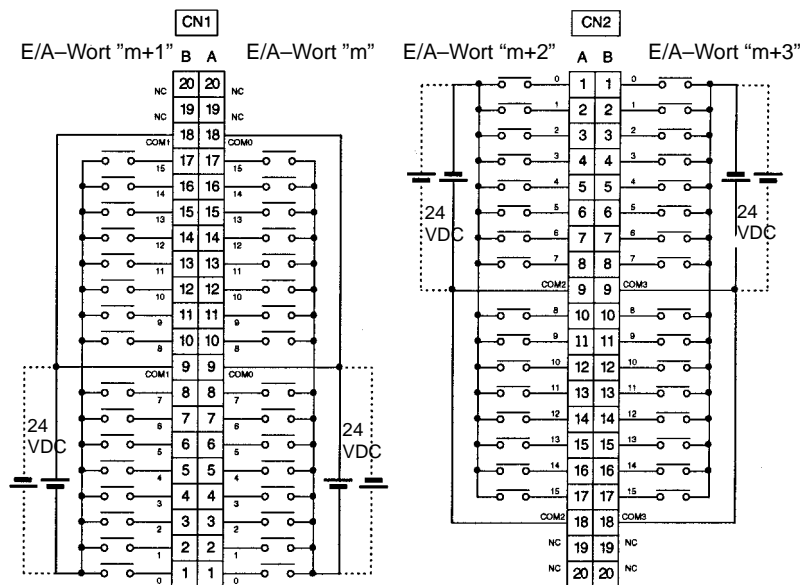 CN1
E/A–Wort "m+1" E/A–Wort "m"
B A
NC 20 20 NC
NC 19 19 NC
COM1 18 18 COM0
15 17 17 15
14 16 16 14
13 15 15 13
12 14 14 12
11 13 13 11
10 12 12 10
9 11 11 9
8 10 10 8
COM1 9 9 COM0
7 8 8 7
24 6 7 7 6 24
VDC 5 6 6 5 VDC
4 5 5 4
3 4 4 3
2 3 3 2
1 2 2 1
0 1 1 0
CN2
E/A–Wort "m+2" E/A–Wort "m+3"
A B
0 1 1 0
1 2 2 1
2 3 3 2
3 4 4 3
4 5 5 4
24 5 6 6 5 24
VDC 6 7 7 6 VDC
7 8 8 7
COM2 9 9 COM3
8 10 10 8
9 11 11 9
10 12 12 10
11 13 13 11
12 14 14 12
13 15 15 13
14 16 16 14
15 17 17 15
COM2 18 18 COM3
NC 19 19 NC
NC 20 20 NC